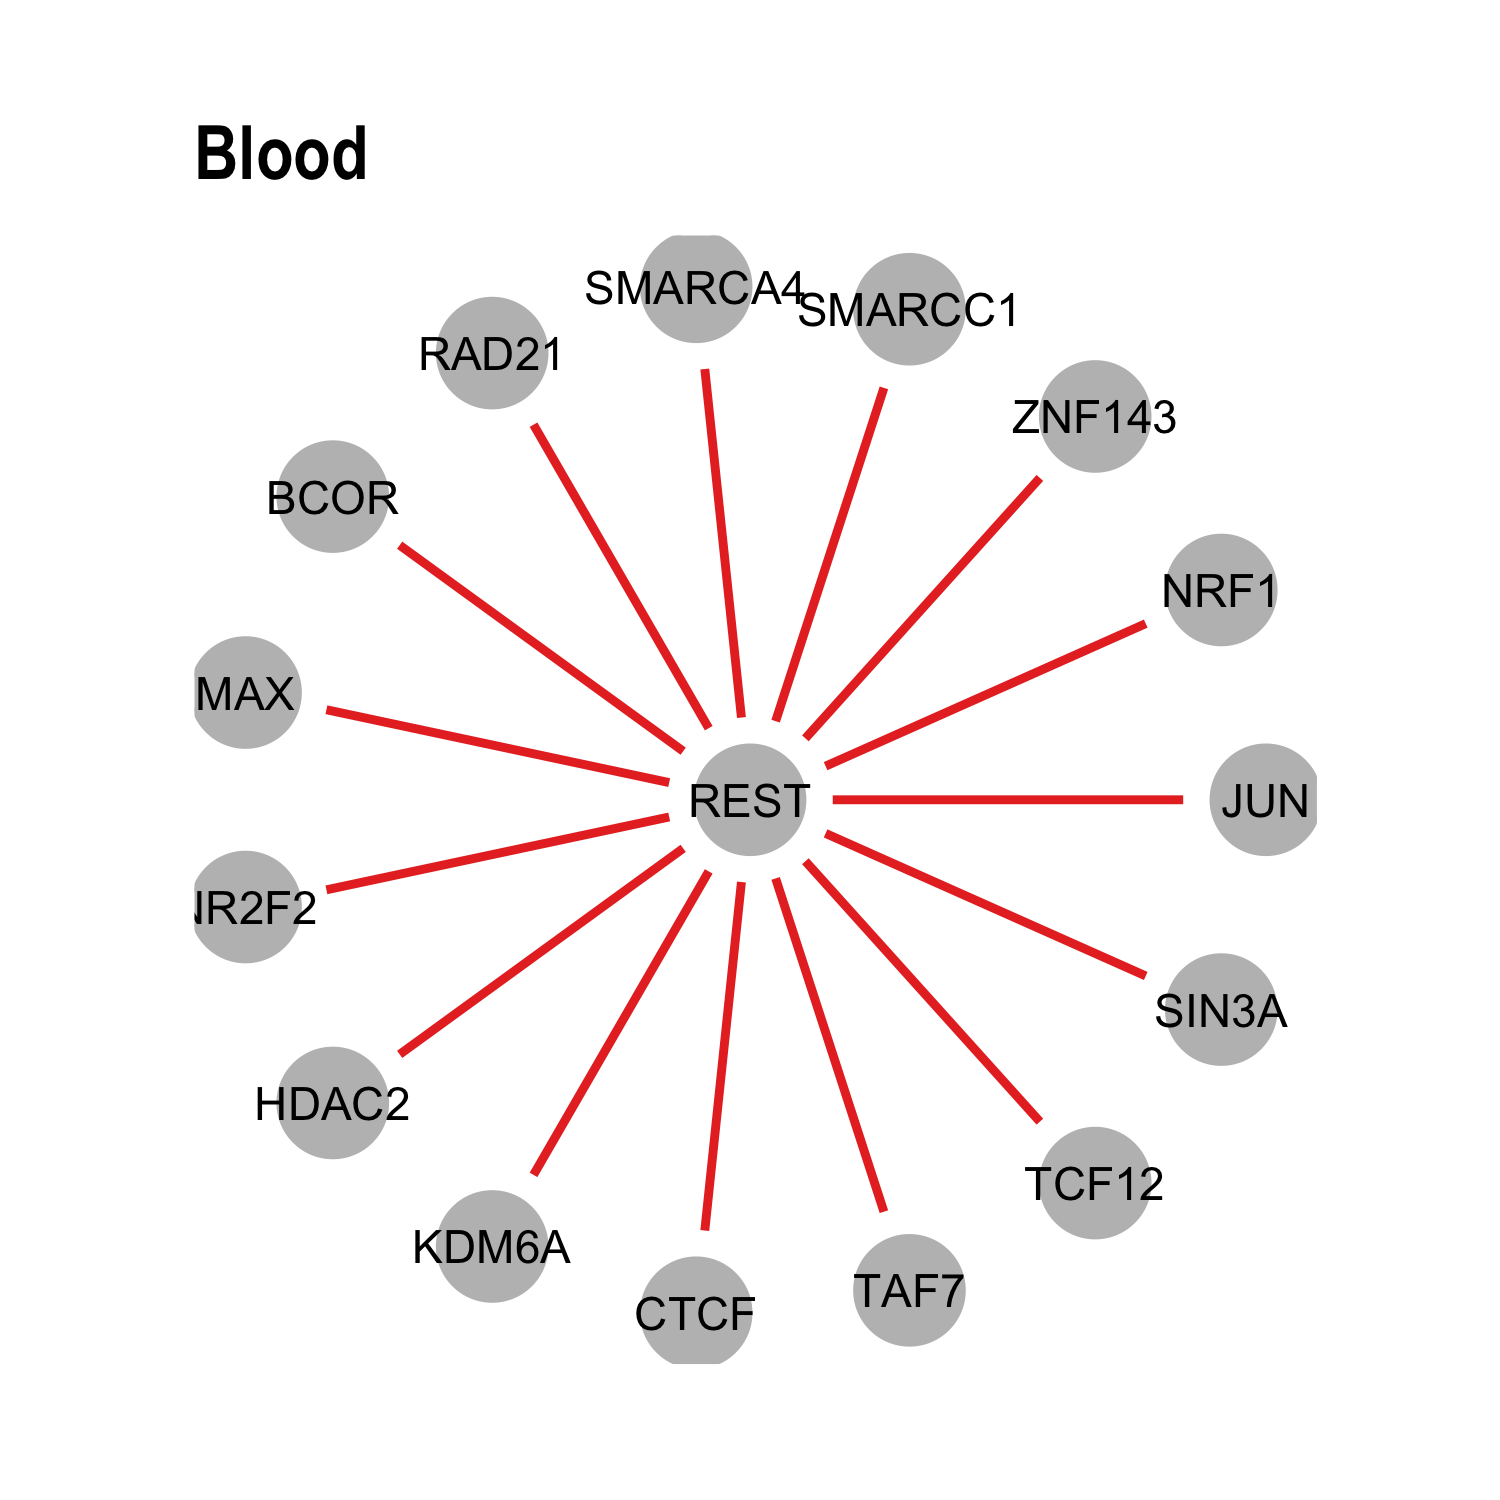 Blood
SMARCA4
SMARCC1
RAD21
ZNF143
BCOR
NRF1
MAX
REST
JUN
NR2F2
SIN3A
HDAC2
TCF12
KDM6A
TAF7
CTCF